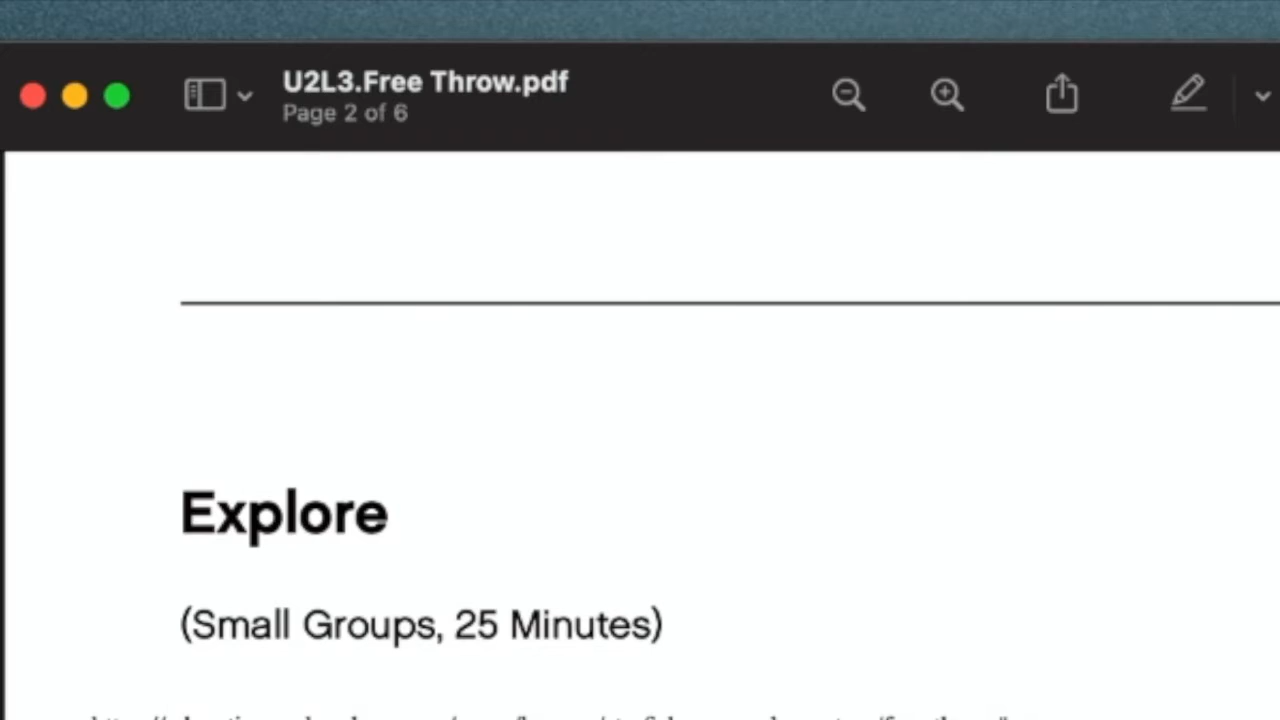 U2L3.Free Throw.pdf
Page 2 of 6
Explore
(Small Groups, 25 Minutes)